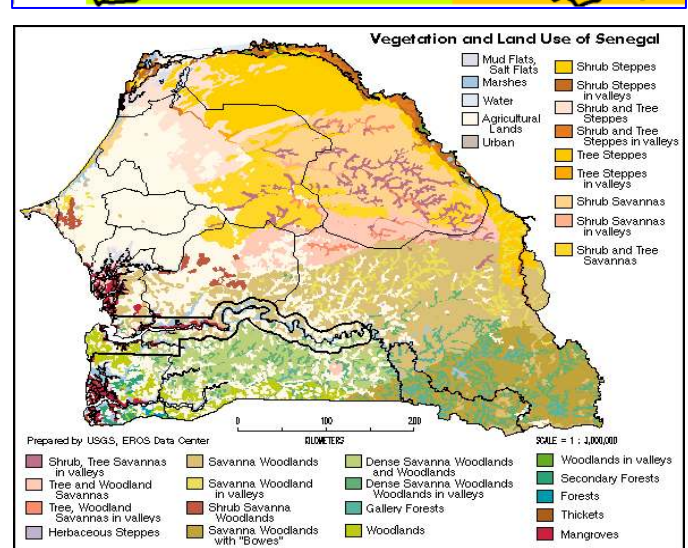 Vegetation and Land Use of Senegal
Mud Flats,
Salt Flats
Marshes
Water
Agricultural
Lands
Urban
Shrub Steppes
Shrub Steppes
in valleys
Shrub and Tree
Steppes
Shrub and Tree
Steppes in valleys
Tree Steppes
Tree Steppes
in valleys
Shrub Savannas
Shrub Savannas
in valleys
Shrub and Tree
Savannas
0 100 200
KILOMETERS
Prepared by USGS, EROS Data Center
SCALE = 1 : 3,000,000
Shrub, Tree Savannas
in valleys
Tree and Woodland
Savannas
Tree, Woodland
Savannas in valleys
Herbaceous Steppes
Savanna Woodlands
Savanna Woodland
in valleys
Shrub Savanna
Woodlands
Savanna Woodlands
with "Bowes"
Dense Savanna Woodlands
and Woodlands
Dense Savanna Woodlands
Woodlands in valleys
Gallery Forests
Woodlands
Woodlands in valleys
Secondary Forests
Forests
Thickets
Mangroves